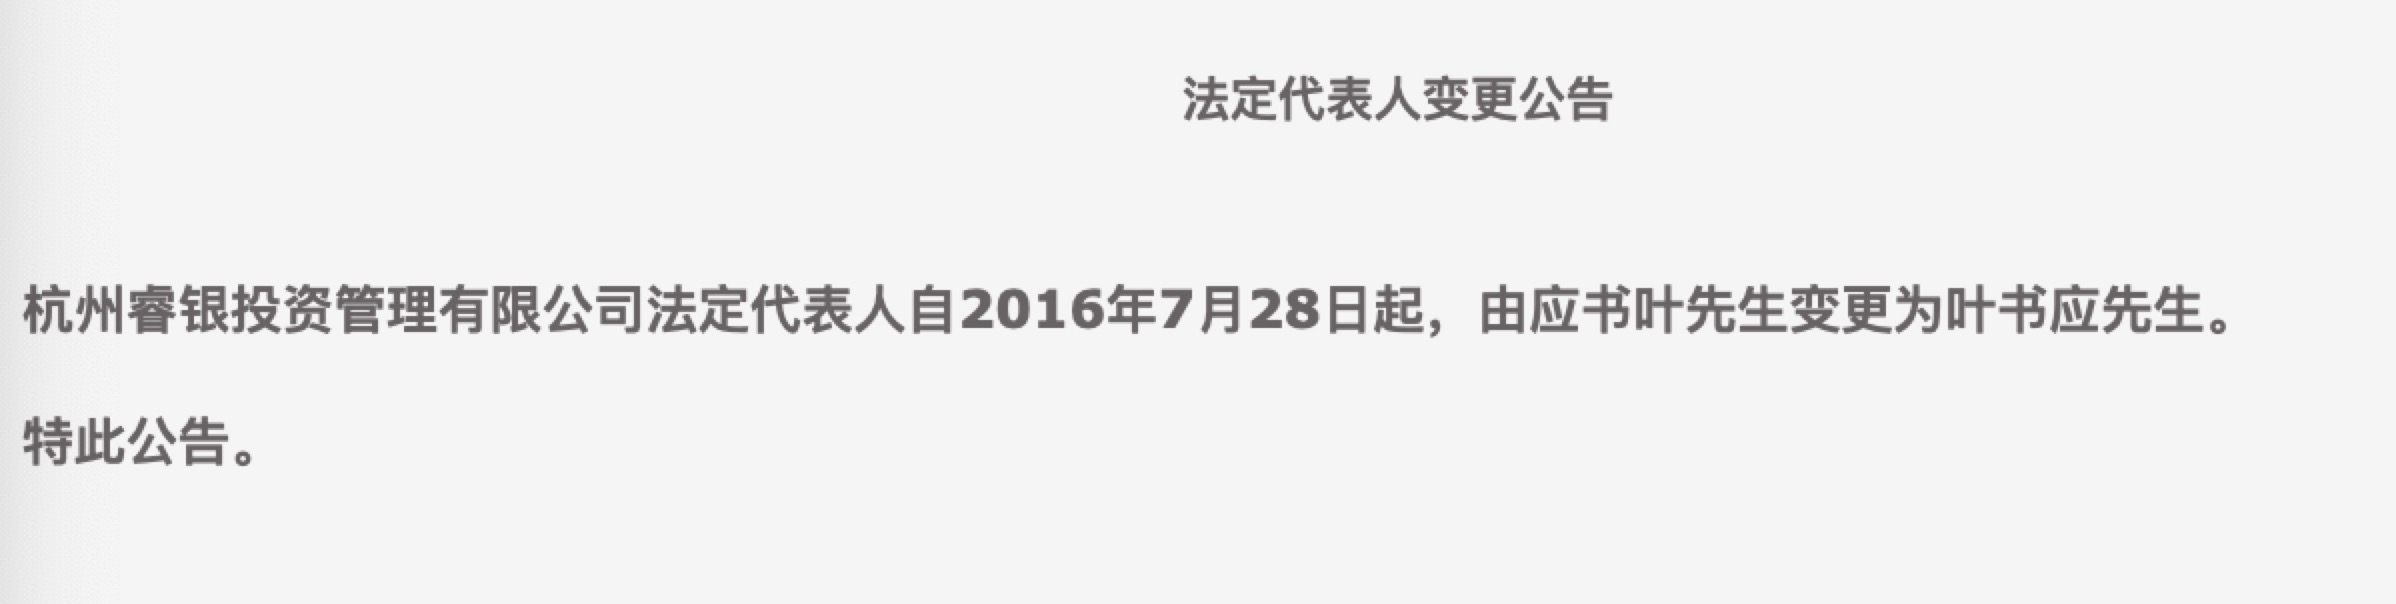 法定代表人变更公告
杭州睿银投资管理有限公司法定代表人自2016年7月28日起，由应书叶先生变更为叶书应先生。
特此公告。